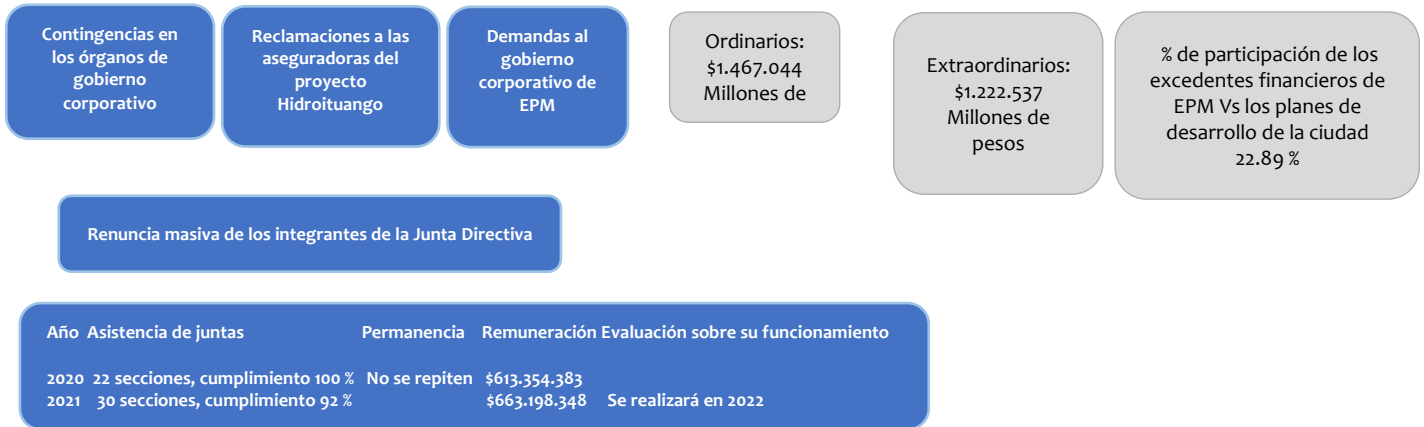 Contingencias en
los órganos de
gobierno
corporativo
Reclamaciones a las
aseguradoras del
proyecto
Hidroituango
Demandas al
gobierno
corporativo de
EPM
Ordinarios:
$1.467.044
Millones de
Extraordinarios:
$1.222.537
Millones de
pesos
% de participación de los
excedentes financieros de
EPM Vs los planes de
desarrollo de la ciudad
22.89 %
Renuncia masiva de los integrantes de la Junta Directiva
Año Asistencia de juntas Permanencia Remuneración Evaluación sobre su funcionamiento
2020 22 secciones, cumplimiento 100 % No se repiten $613.354.383
2021 30 secciones, cumplimiento 92 % $663.198.348 Se realizará en 2022